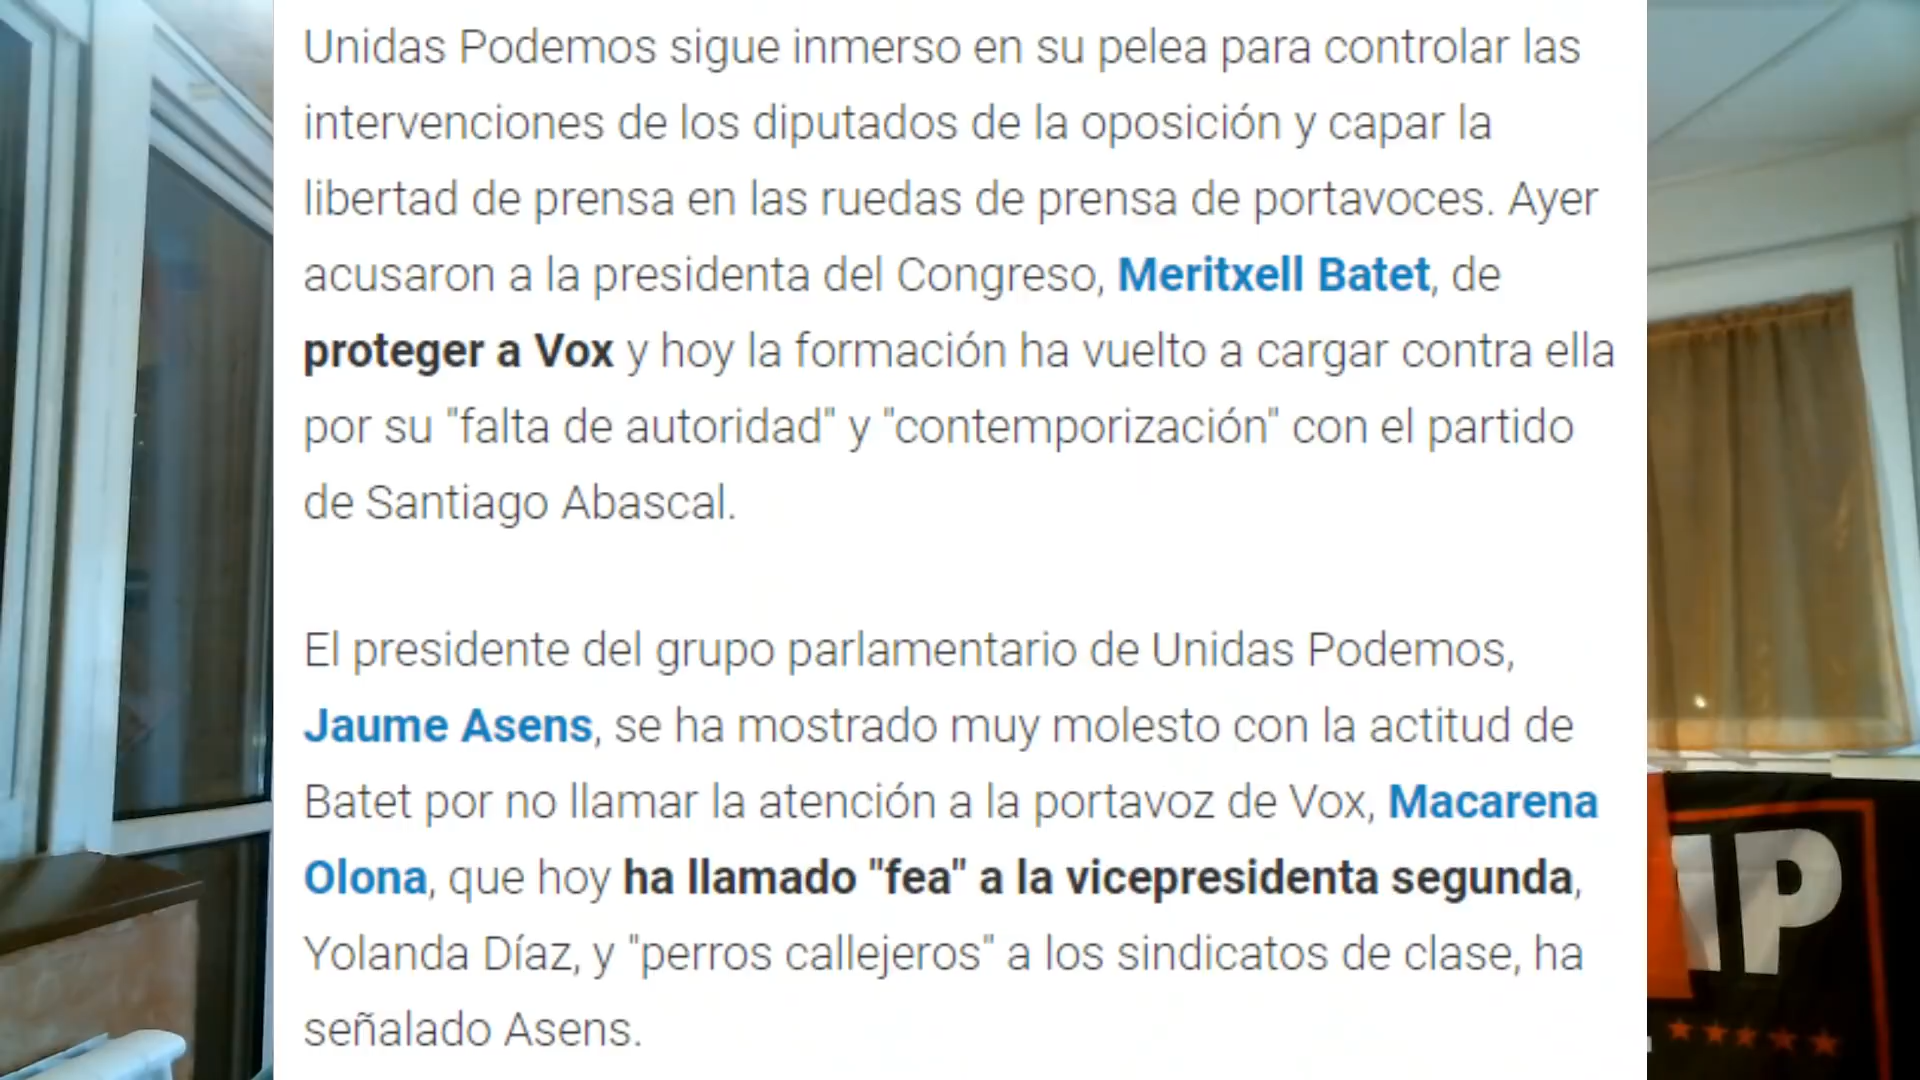 Unidas Podemos sigue inmerso en su pelea para controlar las
intervenciones de los diputados de la oposición y capar la
libertad de prensa en las ruedas de prensa de portavoces. Ayer
acusaron a la presidenta del Congreso, Meritxell Batet, de
proteger a Vox y hoy la formación ha vuelto a cargar contra ella
por su "falta de autoridad" y "contemporización" con el partido
de Santiago Abascal.
El presidente del grupo parlamentario de Unidas Podemos,
Jaume Asens, se ha mostrado muy molesto con la actitud de
Batet por no llamar la atención a la portavoz de Vox, Macarena
Olona, que hoy ha llamado "fea" a la vicepresidenta segunda,
Yolanda Díaz, y "perros callejeros" a los sindicatos de clase, ha
señalado Asens.